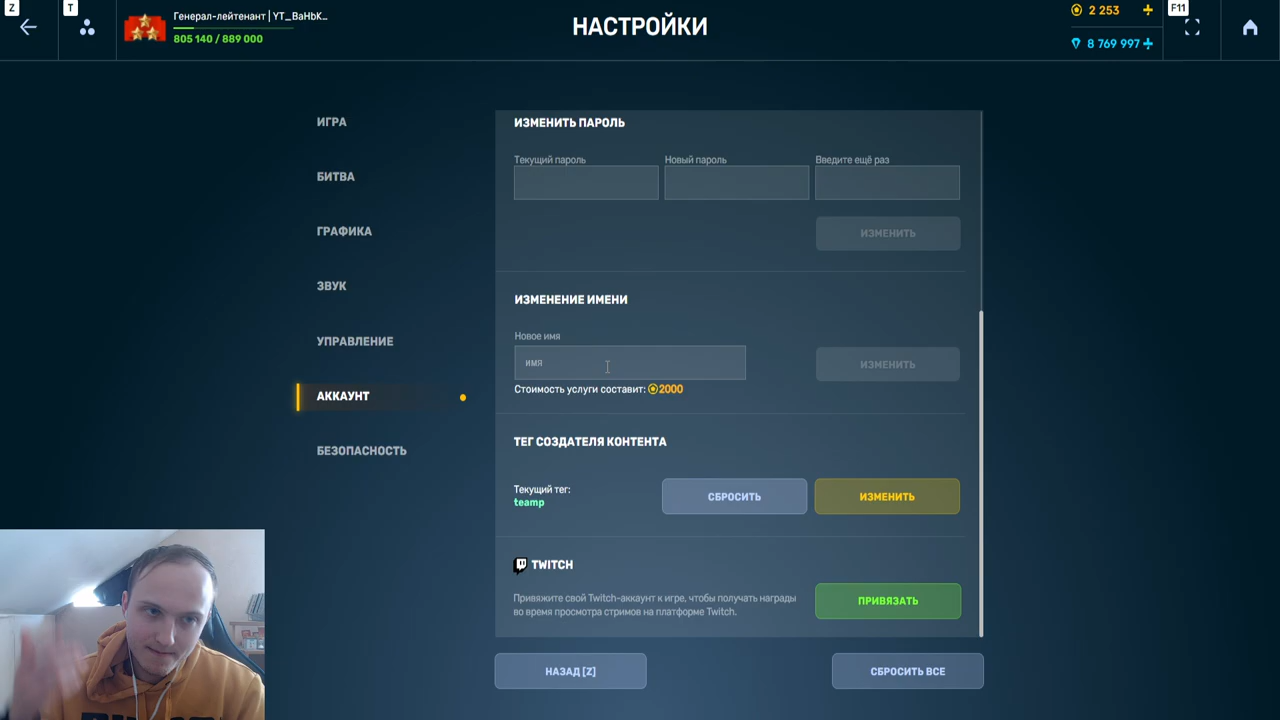 Z
T
Генерал-лейтенант | YT_BaHbK...
805 140 / 889 000
НАСТРОЙКИ
2 253
8 769 997
F11
ИГРА
БИТВА
ГРАФИКА
ЗВУК
УПРАВЛЕНИЕ
АККАУНТ
БЕЗОПАСНОСТЬ
ИЗМЕНИТЬ ПАРОЛЬ
Текущий пароль
Новый пароль
Введите ещё раз
ИЗМЕНИТЬ
ИЗМЕНЕНИЕ ИМЕНИ
Новое имя
ИМЯ
ИЗМЕНИТЬ
Стоимость услуги составит: 2000
ТЕГ СОЗДАТЕЛЯ КОНТЕНТА
Текущий тег:
teamp
СБРОСИТЬ
ИЗМЕНИТЬ
TWITCH
Привяжите свой Twitch-аккаунт к игре, чтобы получать награды
во время просмотра стримов на платформе Twitch.
ПРИВЯЗАТЬ
НАЗАД [Z]
СБРОСИТЬ ВСЕ